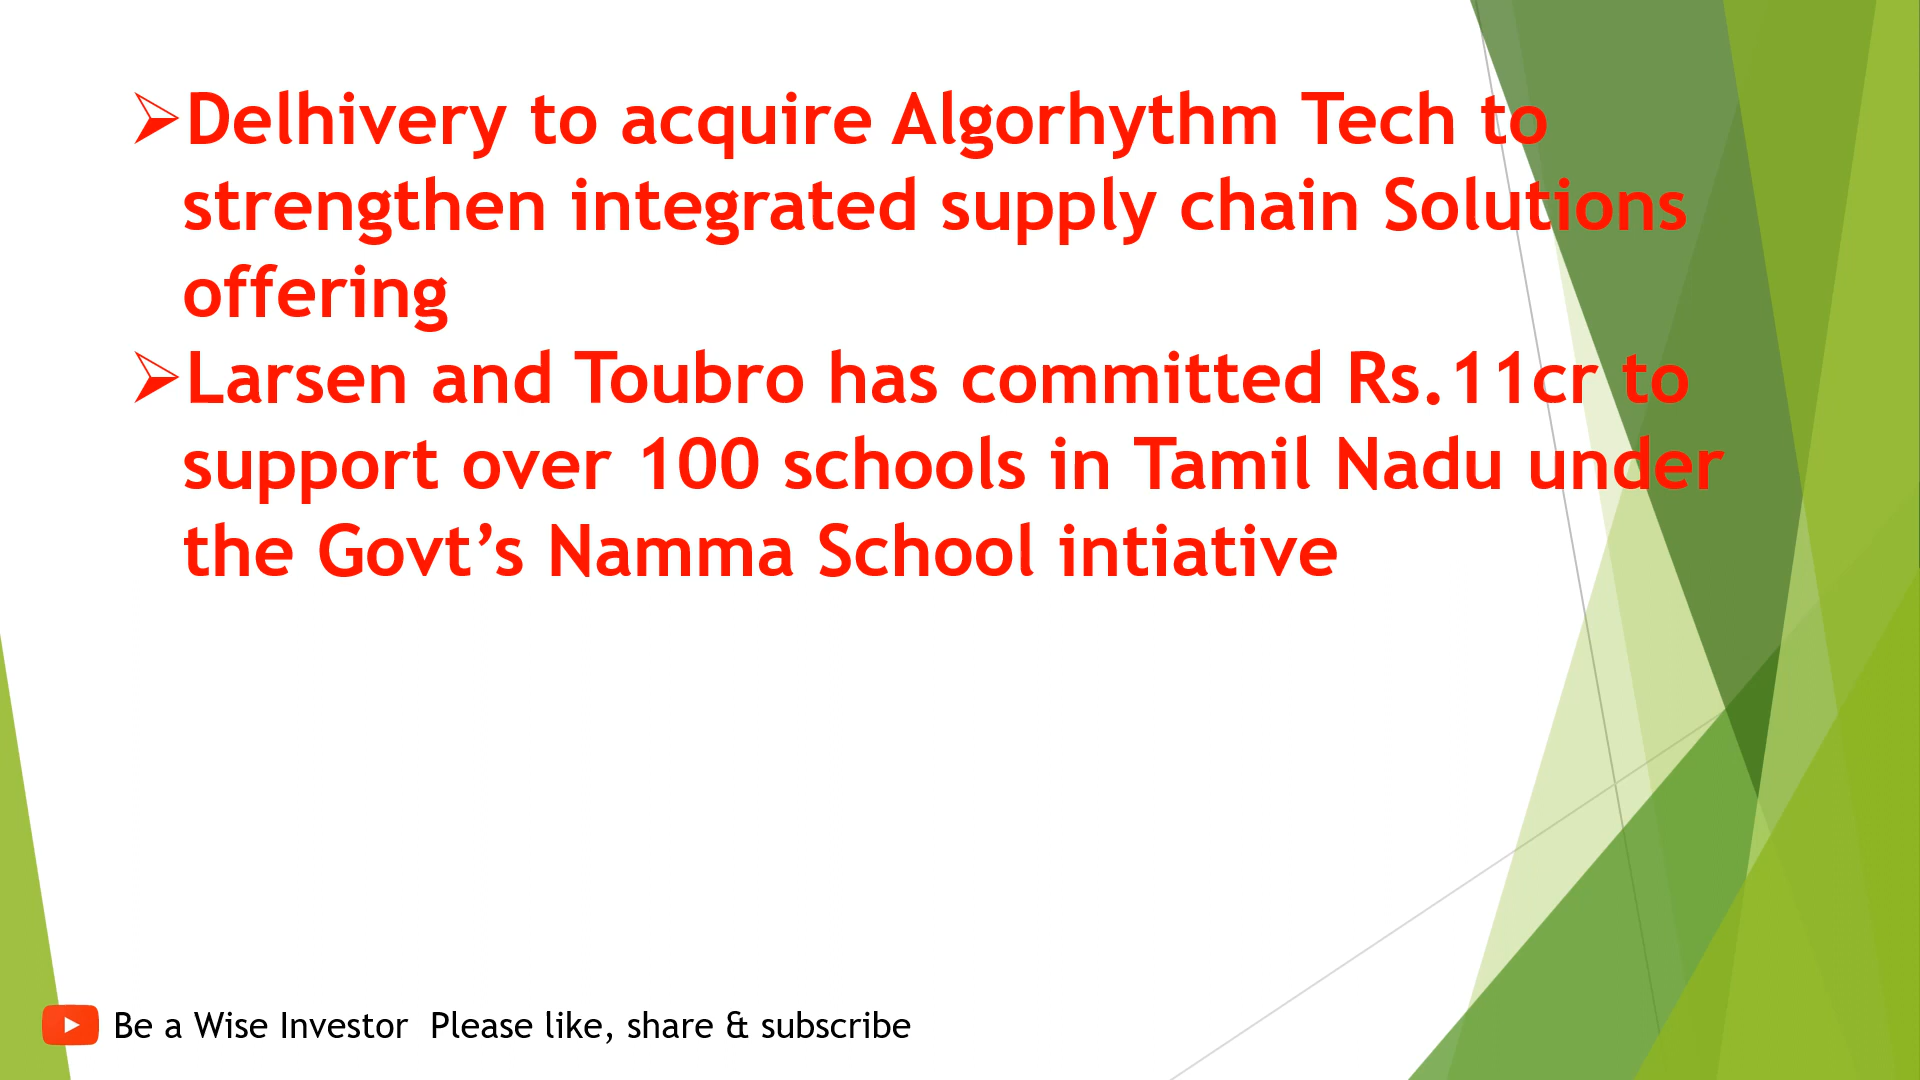 ➢Delhivery to acquire Algorhythm Tech to
strengthen integrated supply chain Solutions
offering
➢Larsen and Toubro has committed Rs.11cr to
support over 100 schools in Tamil Nadu under
the Govt’s Namma School intiative
Be a Wise Investor  Please like, share & subscribe